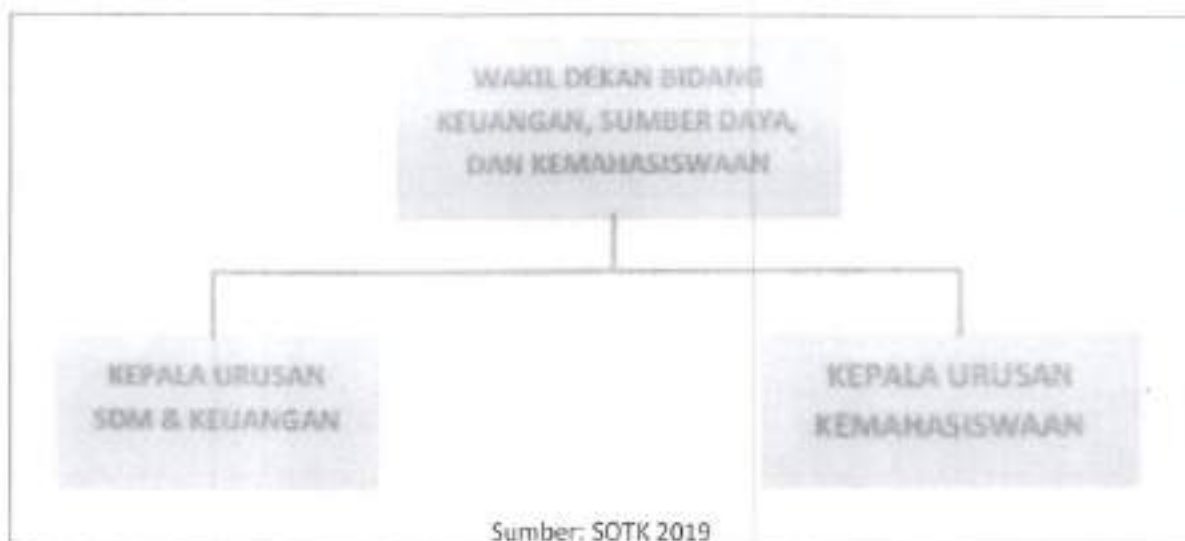 WAKIL DEKAN BIDANG
KEUANGAN, SUMBER DAYA,
DAN KEMAHASISWAAN
KEPALA URUSAN
SDM & KEUANGAN
KEPALA URUSAN
KEMAHASISWAAN
Sumber: SOTK 2019